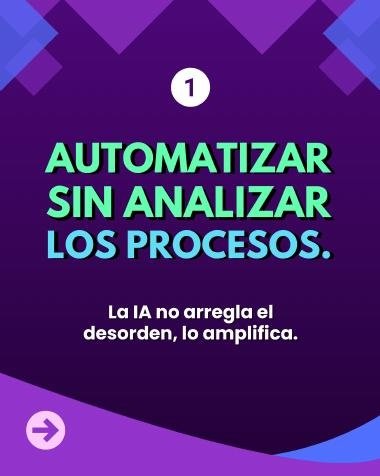 1
AUTOMATIZAR
SIN ANALIZAR
LOS PROCESOS.
La IA no arregla el
desorden, lo amplifica.